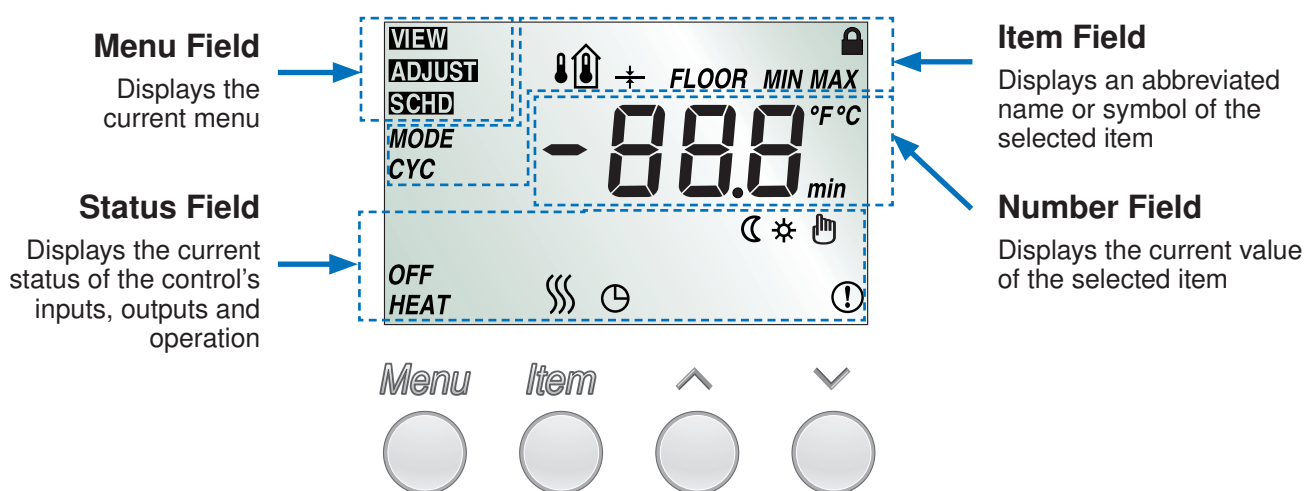 Menu Field
Displays the
current menu
Status Field
Displays the current
status of the control's
inputs, outputs and
operation
VIEW
ADJUST
SCHD
MODE
CYC
FLOOR MIN MAX
-88.8
°F °C
min
OFF
HEAT
Item Field
Displays an abbreviated
name or symbol of the
selected item
Number Field
Displays the current value
of the selected item
Menu Item